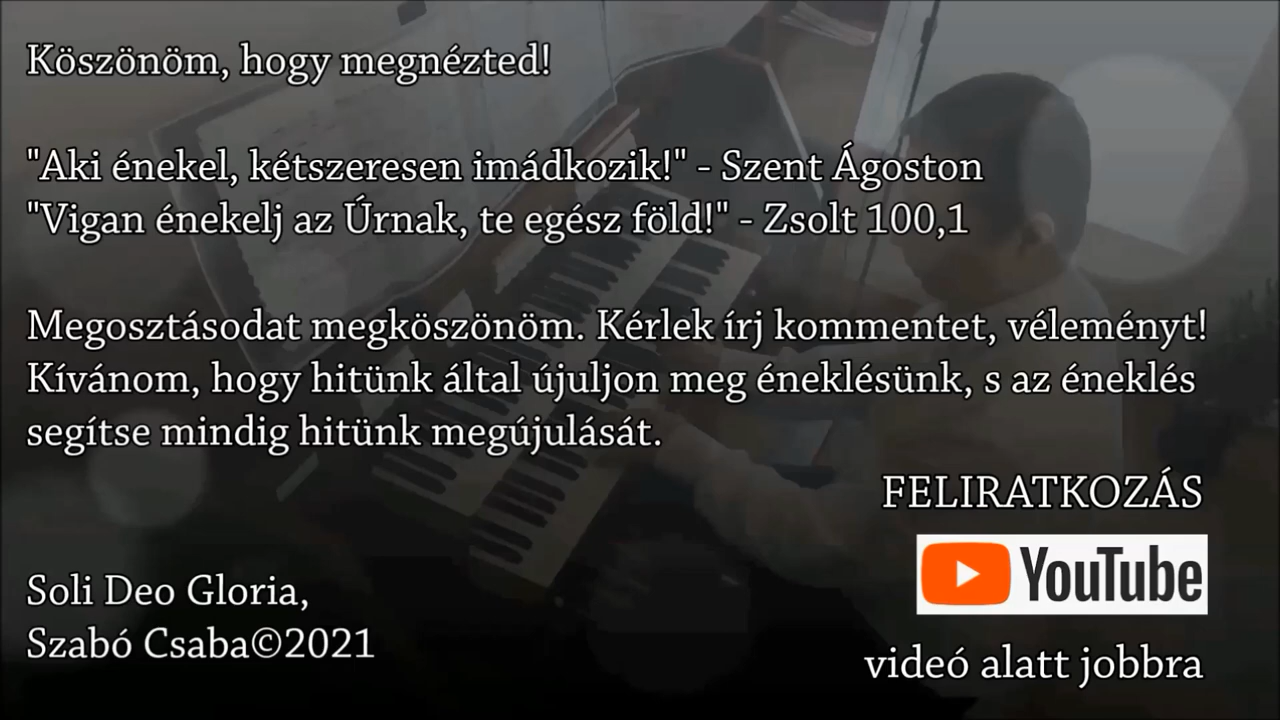 Köszönöm, hogy megnézted!
"Aki énekel, kétszeresen imádkozik!" - Szent Ágoston
"Vigan énekelj az Úrnak, te egész föld!" - Zsolt 100,1
Megosztásodat megköszönöm. Kérlek írj kommentet, véleményt!
Kívánom, hogy hitünk által újuljon meg éneklésünk, s az éneklés
segítse mindig hitünk megújulását.
FELIRATKOZÁS
YouTube
videó alatt jobbra
Soli Deo Gloria,
Szabó Csaba©2021